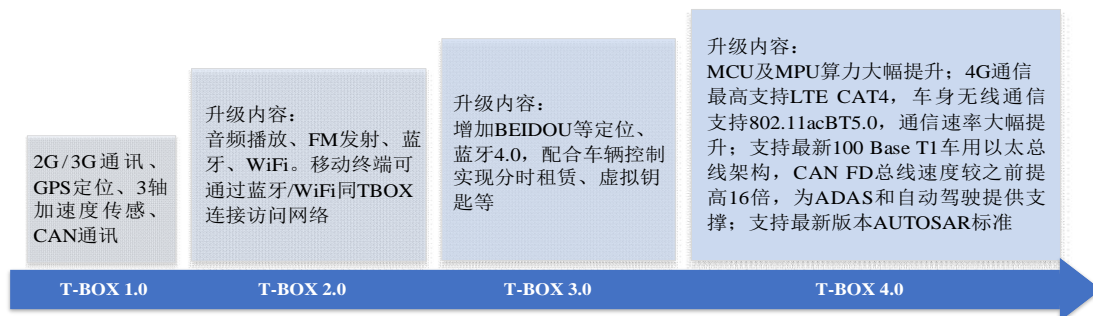 2G/3G通讯、
GPS定位、3轴
加速度传感、
CAN通讯
升级内容：
音频播放、FM发射、蓝
牙、WiFi。移动终端可
通过蓝牙/WiFi同TBOX
连接访问网络
升级内容：
增加BEIDOU等定位、
蓝牙4.0，配合车辆控制
实现分时租赁、虚拟钥
匙等
升级内容：
MCU及MPU算力大幅提升；4G通信
最高支持LTE CAT4，车身无线通信
支持802.11acBT5.0，通信速率大幅提
升；支持最新100 Base T1车用以太总
线架构，CAN FD总线速度较之前提
高16倍，为ADAS和自动驾驶提供支
撑；支持最新版本AUTOSAR标准
T-BOX 1.0
T-BOX 2.0
T-BOX 3.0
T-BOX 4.0